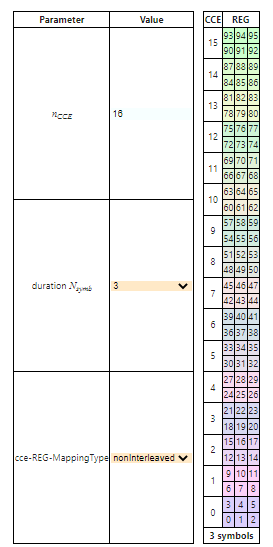 Parameter Value
n_CCE 16
duration N_symb 3
cce-REG-MappingType nonInterleaved
CCE REG
15 93 94 95
90 91 92
14 87 88 89
84 85 86
13 81 82 83
78 79 80
12 75 76 77
72 73 74
11 69 70 71
66 67 68
10 63 64 65
60 61 62
9 57 58 59
54 55 56
8 51 52 53
48 49 50
7 45 46 47
42 43 44
6 39 40 41
36 37 38
5 33 34 35
30 31 32
4 27 28 29
24 25 26
3 21 22 23
18 19 20
2 15 16 17
12 13 14
1 9 10 11
6 7 8
0 3 4 5
0 1 2
3 symbols